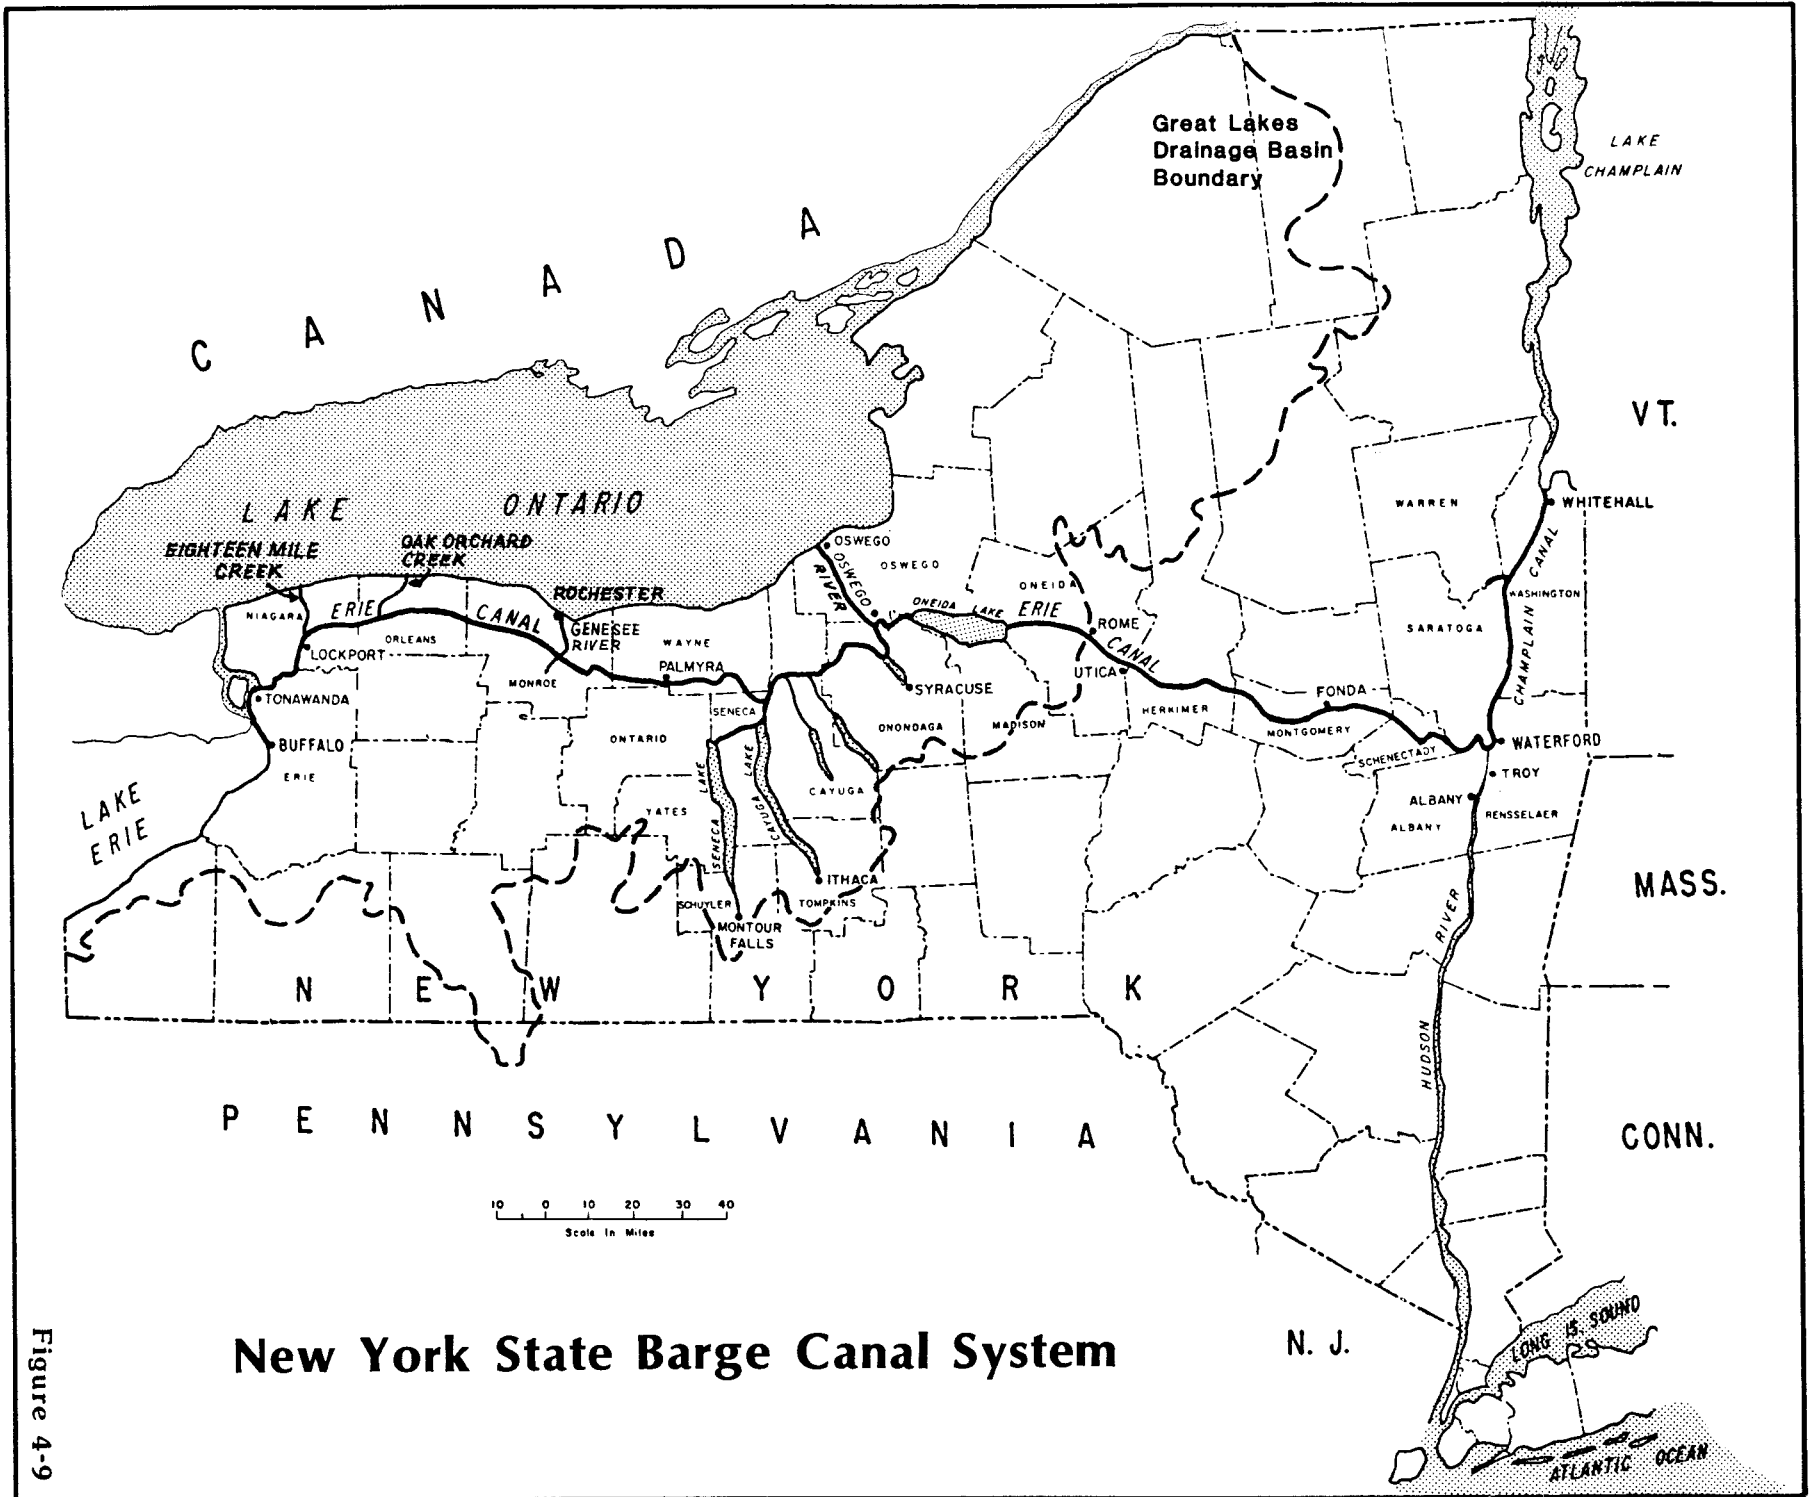 Great Lakes
Drainage Basin
Boundary
LAKE
CHAMPLAIN
CANADA
VT.
LAKE ONTARIO
WARREN
WHITEHALL
EIGHTEEN MILE
CREEK
OAK ORCHARD
CREEK
OSWEGO
OSWEGO
RIVER
OSWEGO
ONEIDA
CHAMPLAIN CANAL
WASHINGTON
ROCHESTER
NIAGARA
ERIE CANAL
GENESEE
RIVER
ORLEANS
WAYNE
ONEIDA LAKE
ERIE CANAL
ROME
SARATOGA
LOCKPORT
PALMYRA
MONROE
UTICA
SYRACUSE
TONAWANDA
SENECA
FONDA
HERKIMER
ONONDAGA
MADISON
MONTGOMERY
BUFFALO
ONTARIO
SCHENECTADY
WATERFORD
ERIE
TROY
LAKE
ERIE
SENECA LAKE
CAYUGA LAKE
CAYUGA
YATES
ALBANY
ALBANY
RENSSELAER
ITHACA
SCHUYLER
TOMPKINS
MONTOUR
FALLS
MASS.
HUDSON RIVER
NEW YORK
PENNSYLVANIA
CONN.
10 0 10 20 30 40
Scale In Miles
New York State Barge Canal System
N. J.
LONG IS. SOUND
ATLANTIC OCEAN
Figure 4-9